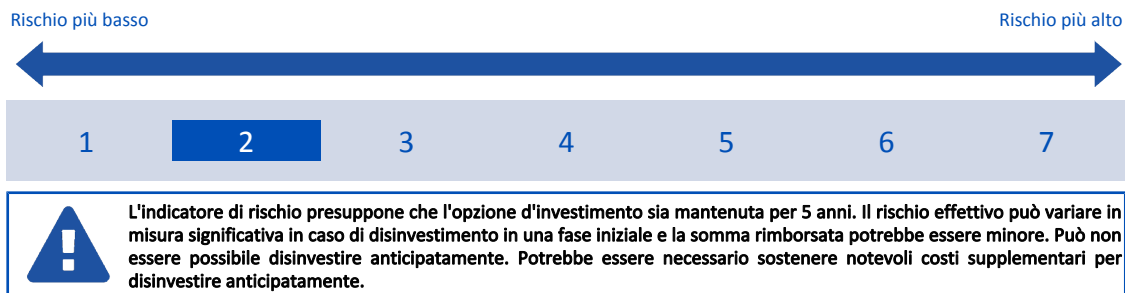 Rischio più basso Rischio più alto
1 2 3 4 5 6 7
L'indicatore di rischio presuppone che l'opzione d'investimento sia mantenuta per 5 anni. Il rischio effettivo può variare in
misura significativa in caso di disinvestimento in una fase iniziale e la somma rimborsata potrebbe essere minore. Può non
essere possibile disinvestire anticipatamente. Potrebbe essere necessario sostenere notevoli costi supplementari per
disinvestire anticipatamente.